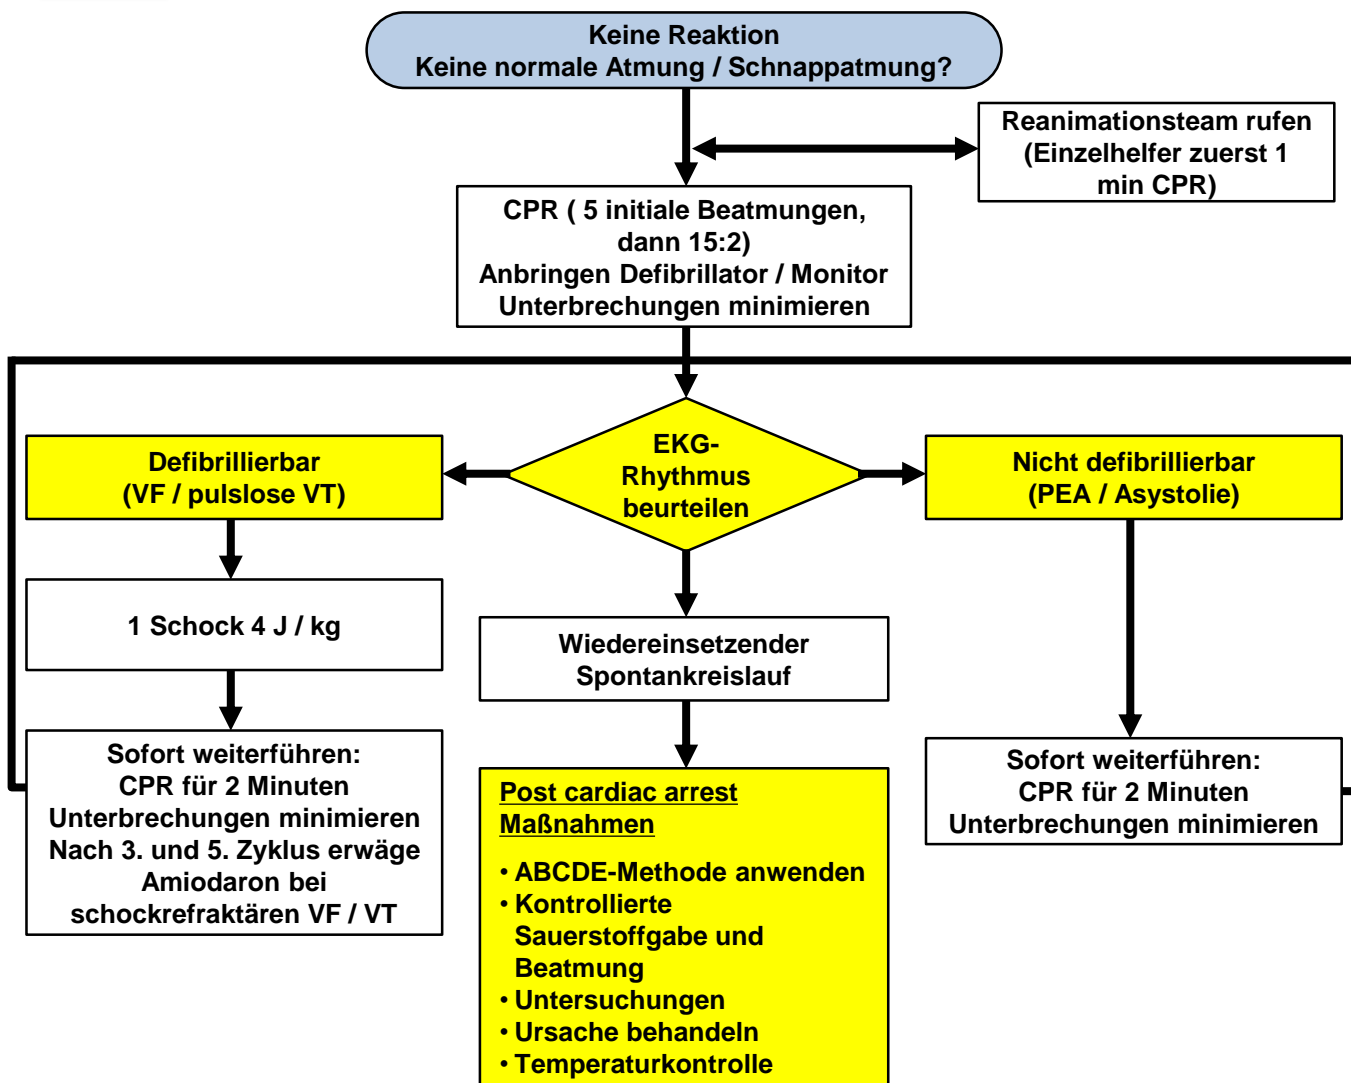 Keine Reaktion
Keine normale Atmung / Schnappatmung?
Reanimationsteam rufen
(Einzelhelfer zuerst 1
min CPR)
CPR ( 5 initiale Beatmungen,
dann 15:2)
Anbringen Defibrillator / Monitor
Unterbrechungen minimieren
EKG-
Rhythmus
beurteilen
Defibrillierbar
(VF / pulslose VT)
Nicht defibrillierbar
(PEA / Asystolie)
1 Schock 4 J / kg
Wiedereinsetzender
Spontankreislauf
Sofort weiterführen:
CPR für 2 Minuten
Unterbrechungen minimieren
Nach 3. und 5. Zyklus erwäge
Amiodaron bei
schockrefraktären VF / VT
Post cardiac arrest
Maßnahmen
• ABCDE-Methode anwenden
• Kontrollierte
Sauerstoffgabe und
Beatmung
• Untersuchungen
• Ursache behandeln
• Temperaturkontrolle
Sofort weiterführen:
CPR für 2 Minuten
Unterbrechungen minimieren